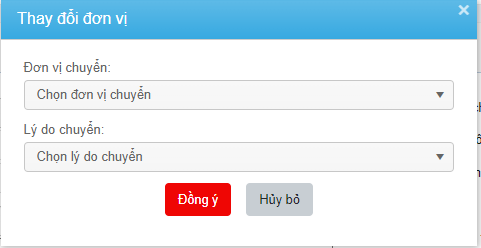 Thay đổi đơn vị
Đơn vị chuyển:
Chọn đơn vị chuyển
Lý do chuyển:
Chọn lý do chuyển
Đồng ý
Hủy bỏ